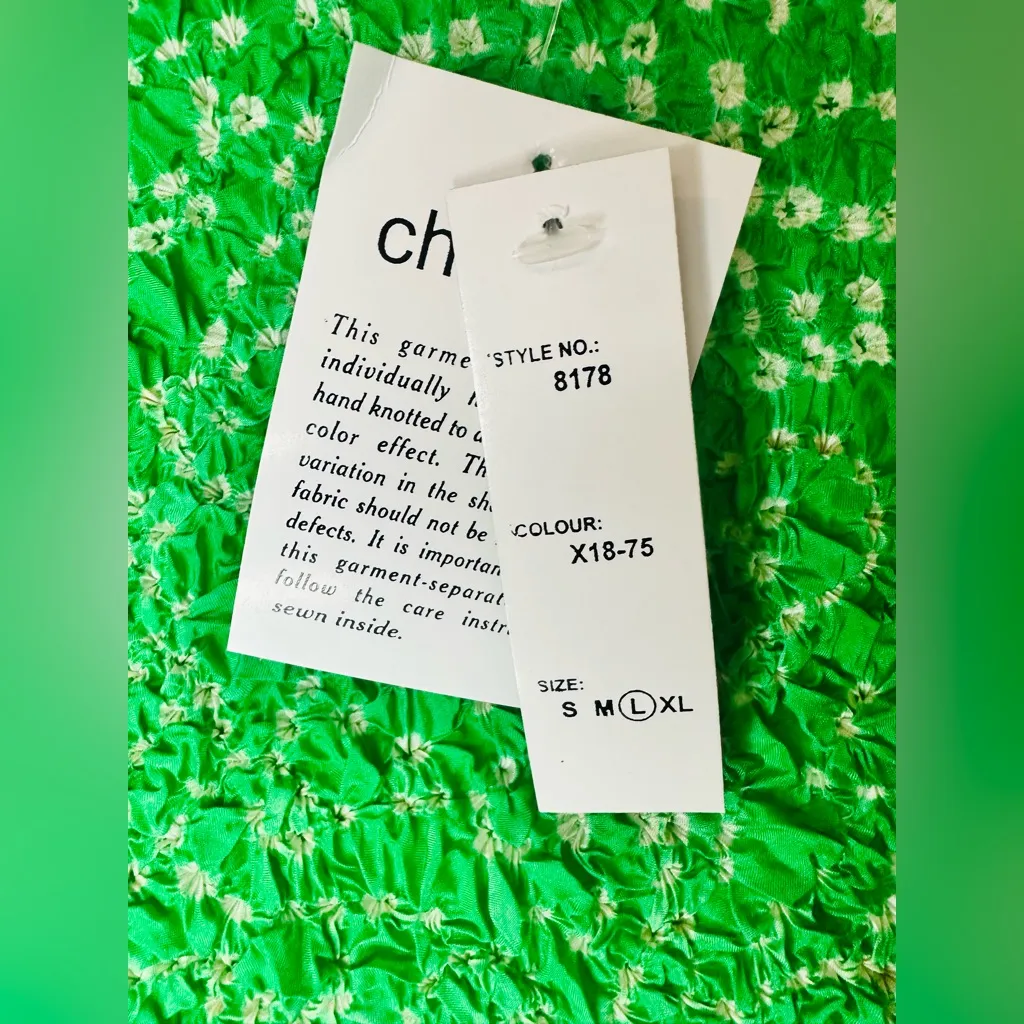 ch
This garme
individually
hand knotted to
color effect. Th
variation in the sh
fabric should not be
defects. It is importan
this garment-separat
follow the care instr
sewn inside.
STYLE NO.:
8178
COLOUR:
X18-75
SIZE:
S M L XL